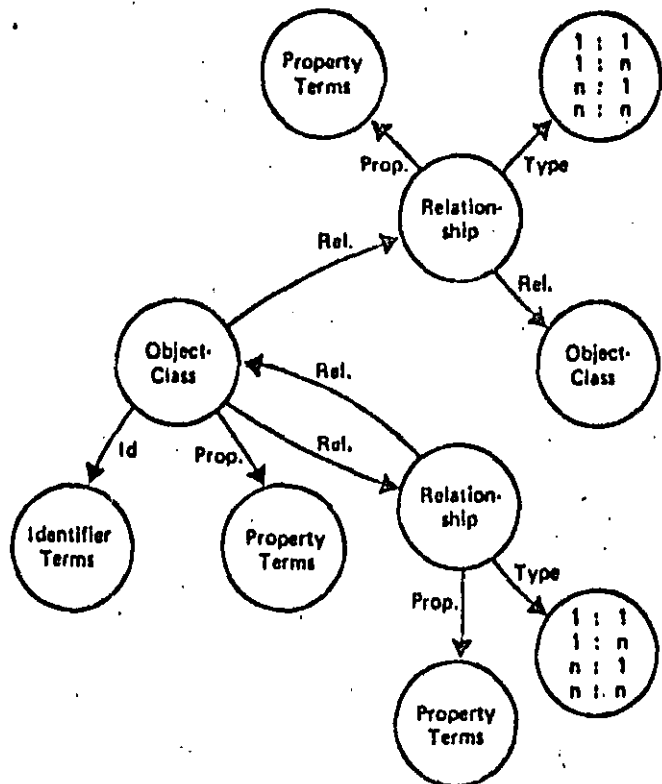 Property
Terms
1 : 1
1 : n
n : 1
n : n
Prop.
Type
Relation-
ship
Rel.
Rel.
Object-
Class
Object-
Class
Rel.
Rel.
Id
Prop.
Relation-
ship
Identifier
Terms
Property
Terms
Type
Prop.
1 : 1
1 : n
n : 1
n : n
Property
Terms